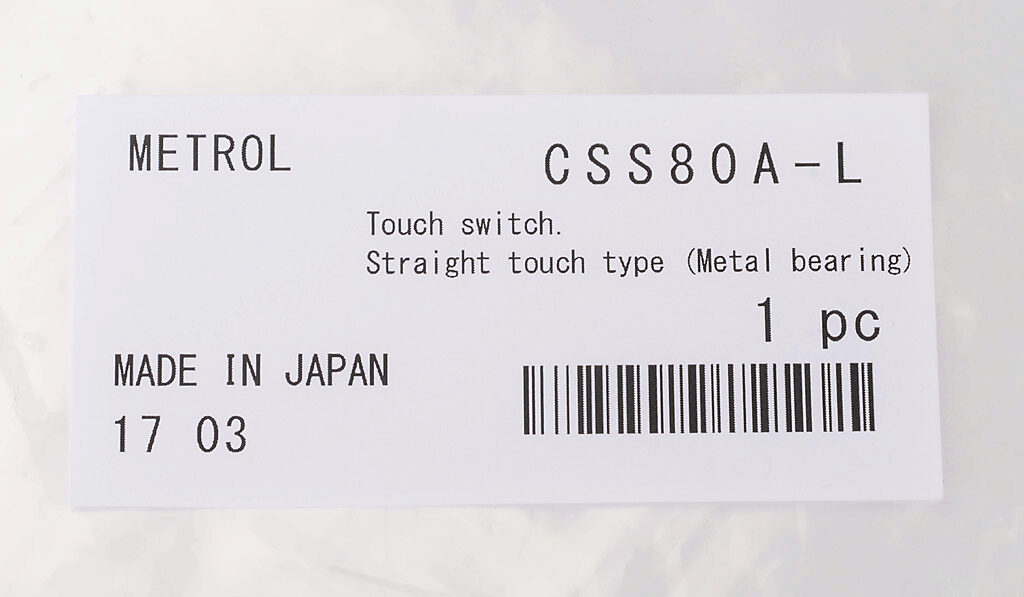 METROL
CSS80A-L
Touch switch.
Straight touch type (Metal bearing)
1 pc
MADE IN JAPAN
17 03